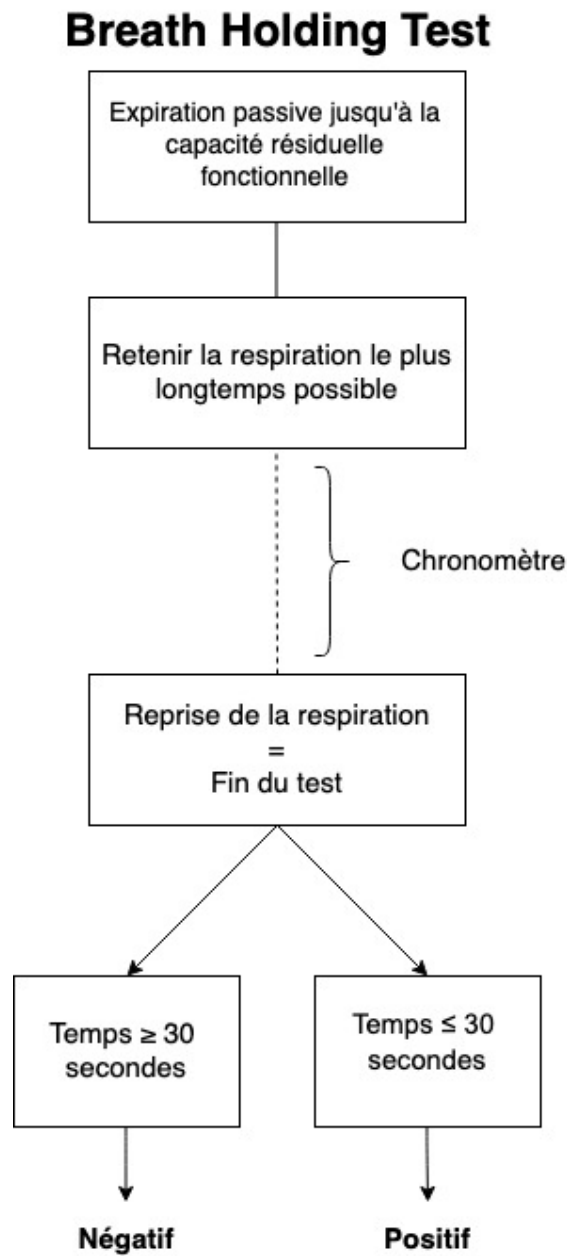 Breath Holding Test
Expiration passive jusqu'à la
capacité résiduelle
fonctionnelle
Retenir la respiration le plus
longtemps possible
Chronomètre
Reprise de la respiration
=
Fin du test
Temps ≥ 30
secondes
Temps ≤ 30
secondes
Négatif
Positif